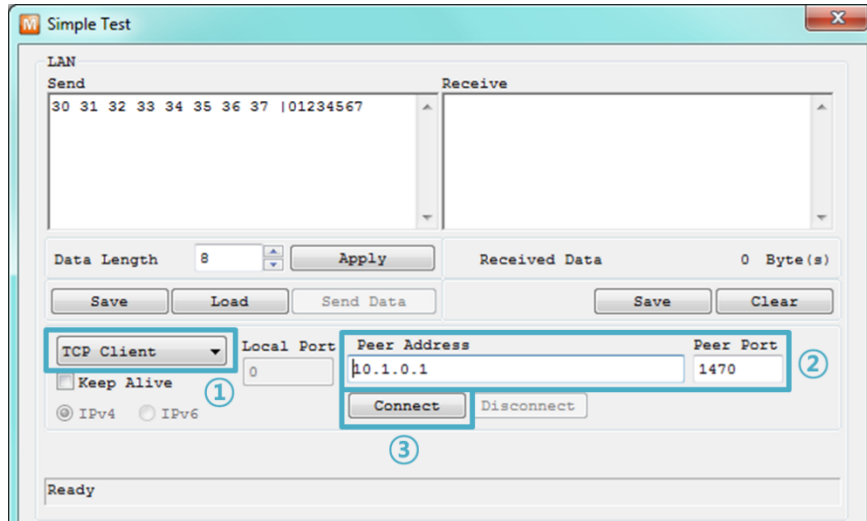 M Simple Test
LAN
Send Receive
30 31 32 33 34 35 36 37 |01234567
Data Length 8 Apply Received Data 0 Byte(s)
Save Load Send Data Save Clear
TCP Client Local Port Peer Address Peer Port
0 10.1.0.1 1470 ②
Keep Alive ①
IPv4 IPv6 Connect Disconnect
③
Ready